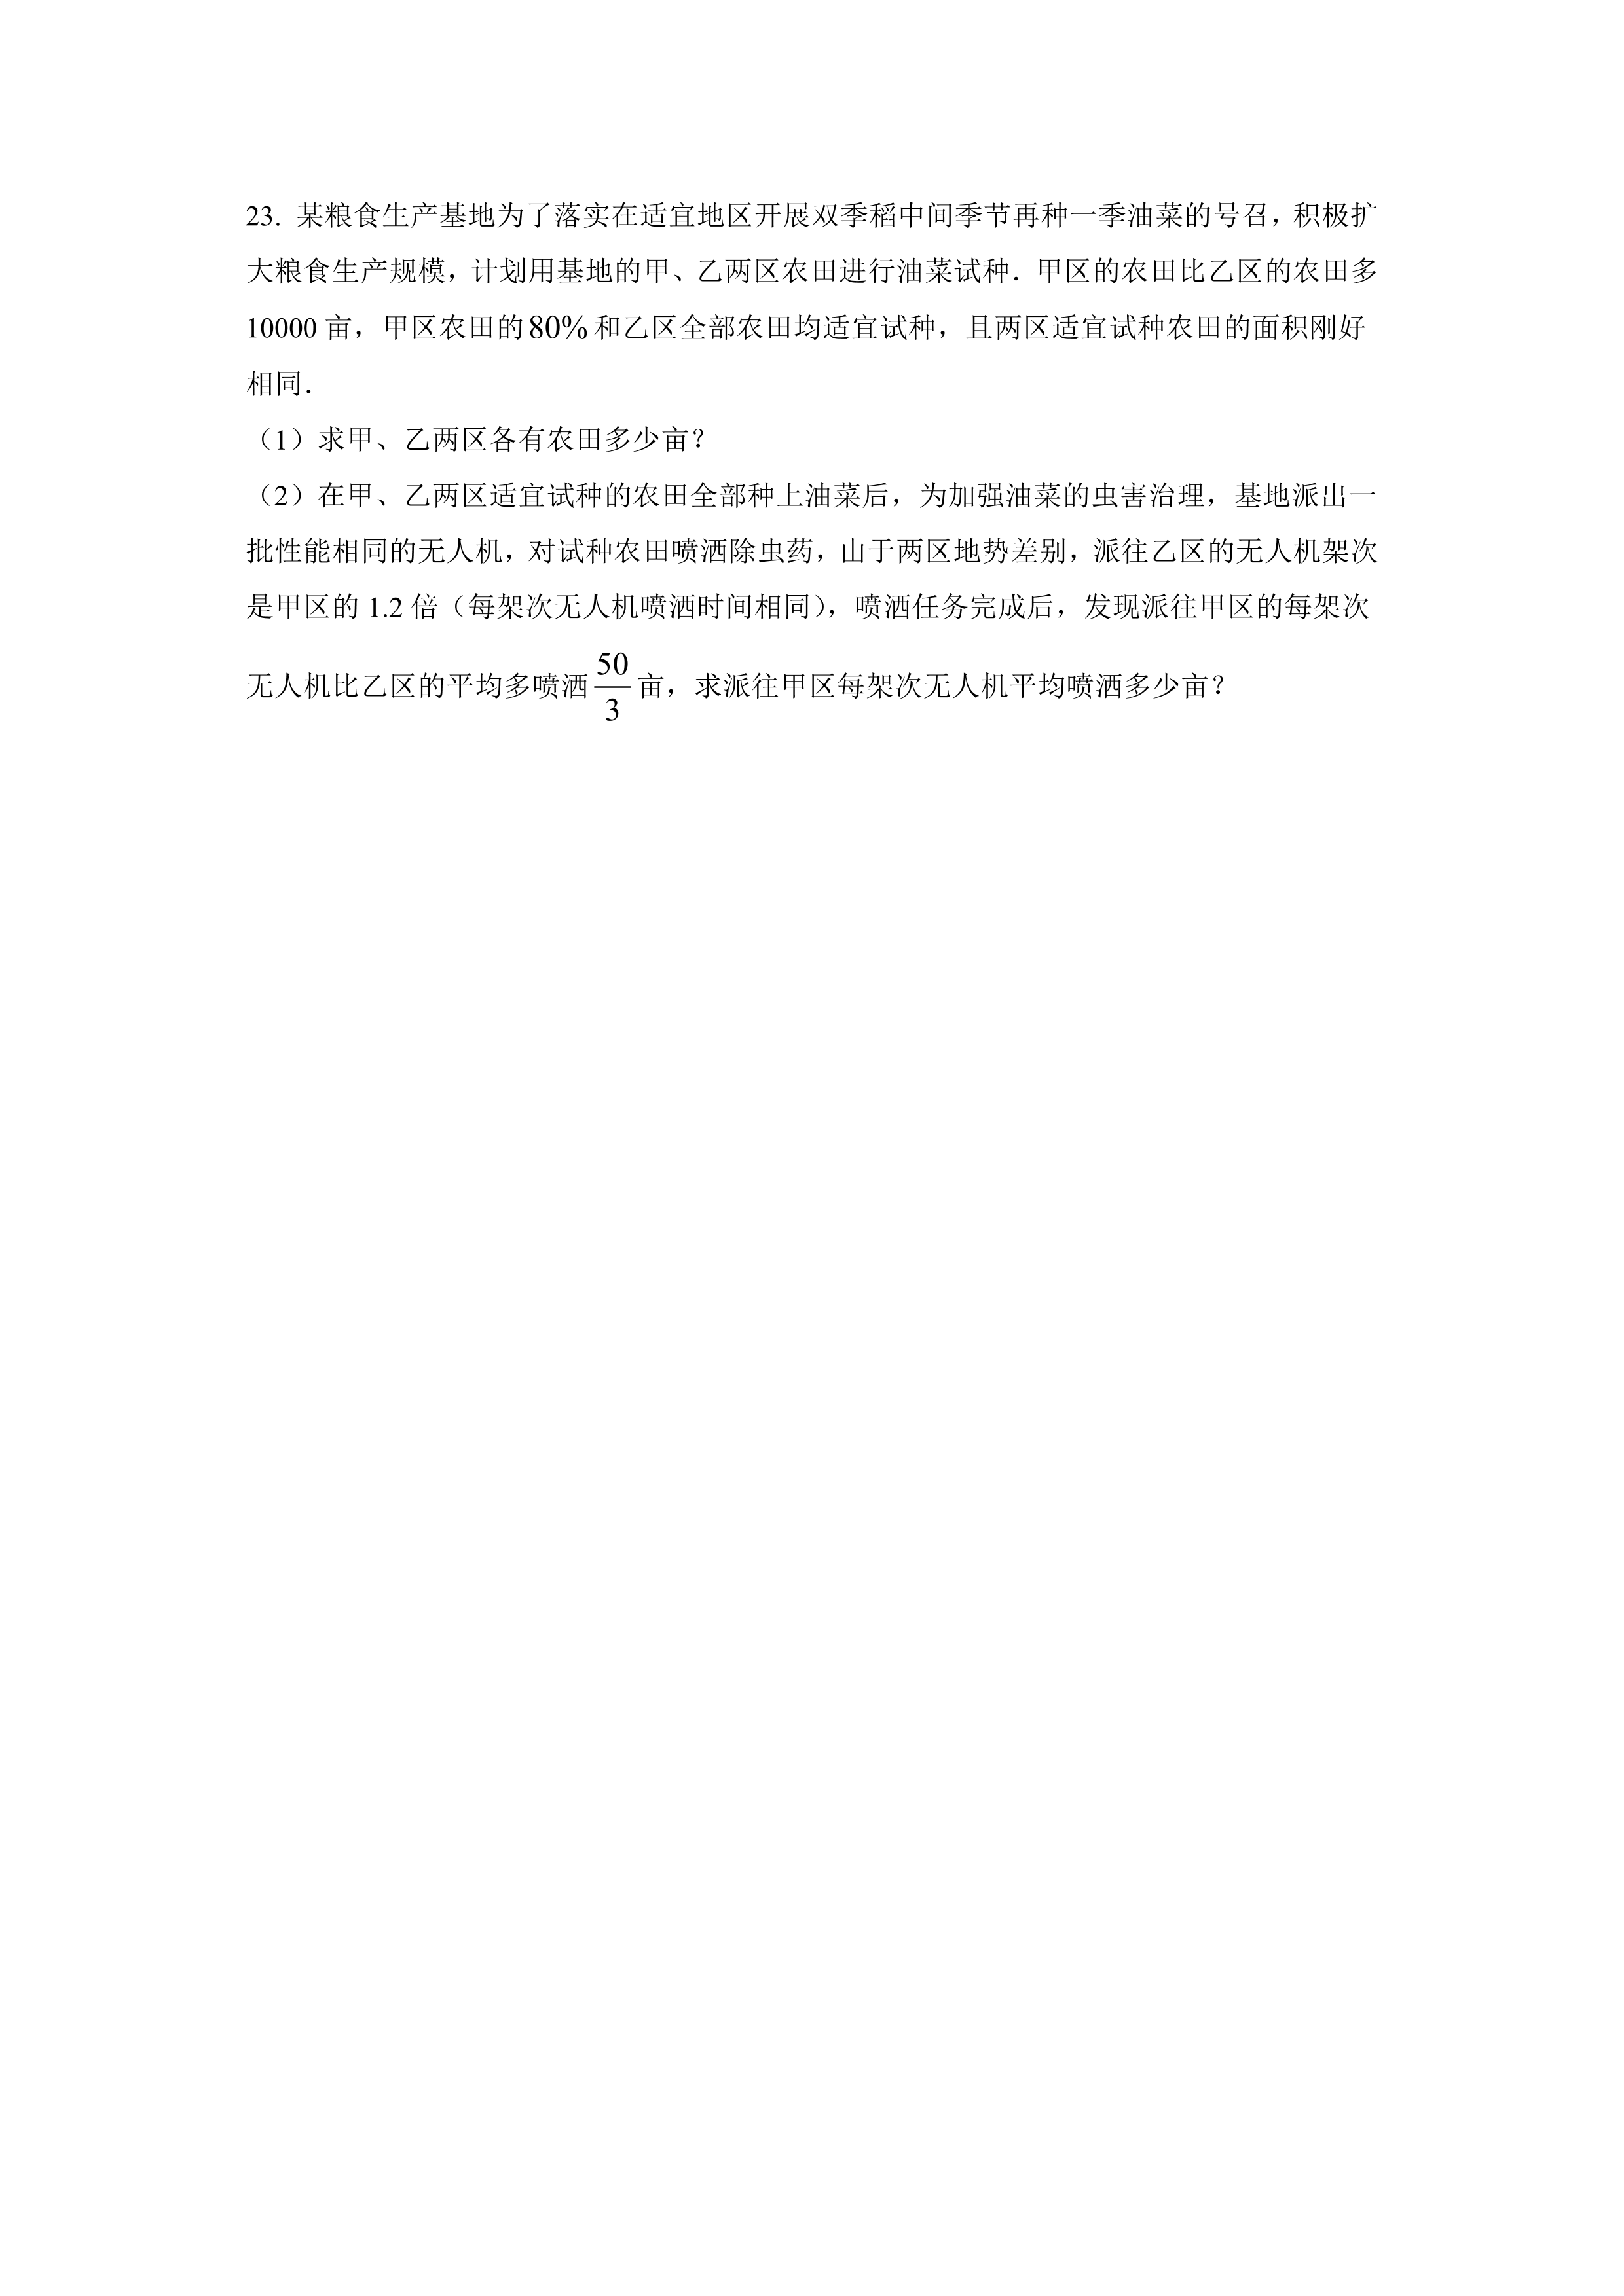 23. 某粮食生产基地为了落实在适宜地区开展双季稻中间季节再种一季油菜的号召，积极扩
大粮食生产规模，计划用基地的甲、乙两区农田进行油菜试种．甲区的农田比乙区的农田多
10000 亩，甲区农田的80%和乙区全部农田均适宜试种，且两区适宜试种农田的面积刚好
相同．
（1）求甲、乙两区各有农田多少亩？
（2）在甲、乙两区适宜试种的农田全部种上油菜后，为加强油菜的虫害治理，基地派出一
批性能相同的无人机，对试种农田喷洒除虫药，由于两区地势差别，派往乙区的无人机架次
是甲区的 1.2 倍（每架次无人机喷洒时间相同），喷洒任务完成后，发现派往甲区的每架次
无人机比乙区的平均多喷洒 50/3 亩，求派往甲区每架次无人机平均喷洒多少亩？